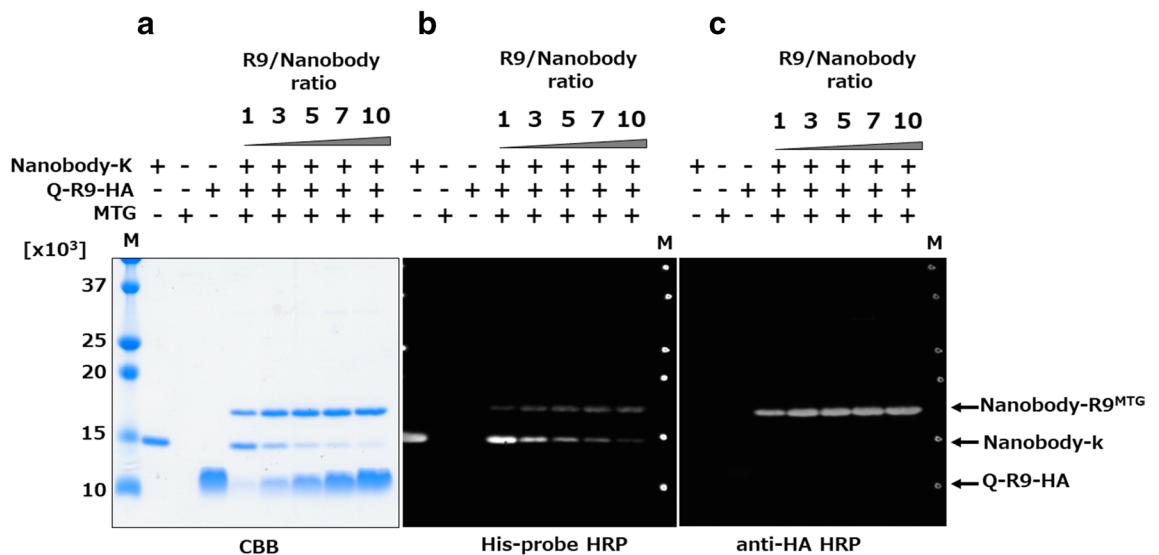 a b c
R9/Nanobody ratio R9/Nanobody ratio R9/Nanobody ratio
1 3 5 7 10 1 3 5 7 10 1 3 5 7 10
Nanobody-K + - - + + + + + + - - + + + + + + - - + + + + +
Q-R9-HA - - + + + + + + - - + + + + + + - - + + + + + +
MTG - + - + + + + + - + - + + + + + - + - + + + + +
[x10³] M M M
37
25
20
15
10
Nanobody-R9ᴹᵀᴳ
Nanobody-k
Q-R9-HA
CBB His-probe HRP anti-HA HRP